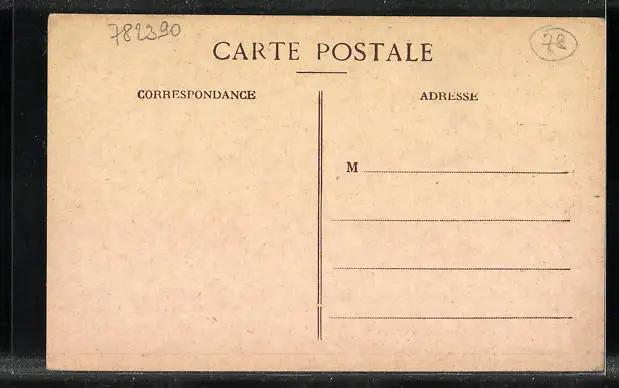 782390
78
CARTE POSTALE
CORRESPONDANCE
ADRESSE
M